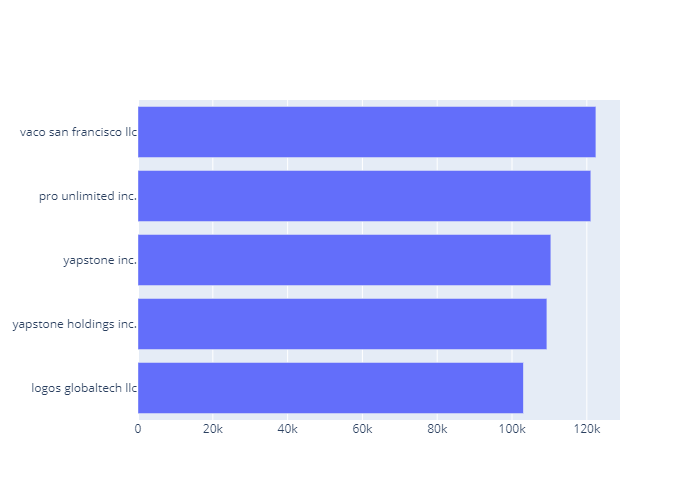 vaco san francisco llc
pro unlimited inc.
yapstone inc.
yapstone holdings inc.
logos globaltech llc
0 20k 40k 60k 80k 100k 120k